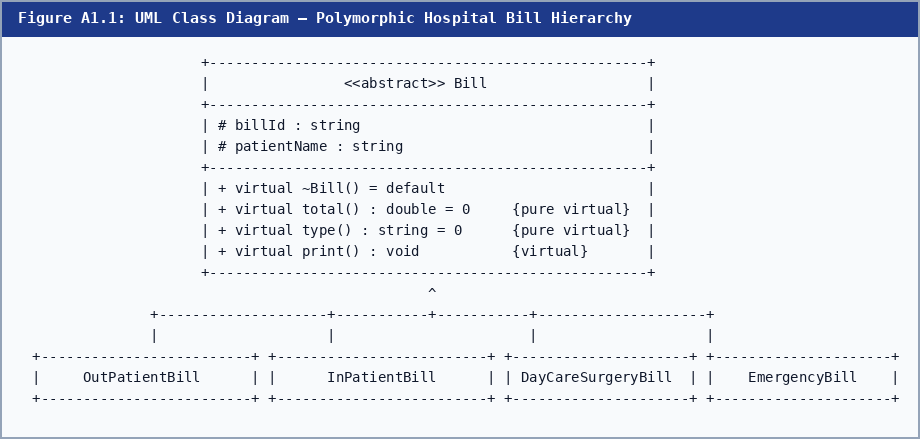 Figure A1.1: UML Class Diagram — Polymorphic Hospital Bill Hierarchy
+----------------------------------------------------+
|                <<abstract>> Bill                   |
+----------------------------------------------------+
| # billId : string                                  |
| # patientName : string                             |
+----------------------------------------------------+
| + virtual ~Bill() = default                        |
| + virtual total() : double = 0     {pure virtual}  |
| + virtual type() : string = 0      {pure virtual}  |
| + virtual print() : void           {virtual}       |
+----------------------------------------------------+
^
+--------------------+-----------+-----------+--------------------+
|                    |                       |                    |
+-------------------------+ +-------------------------+ +---------------------+ +---------------------+
|     OutPatientBill      | |      InPatientBill      | | DayCareSurgeryBill  | |    EmergencyBill    |
+-------------------------+ +-------------------------+ +---------------------+ +---------------------+